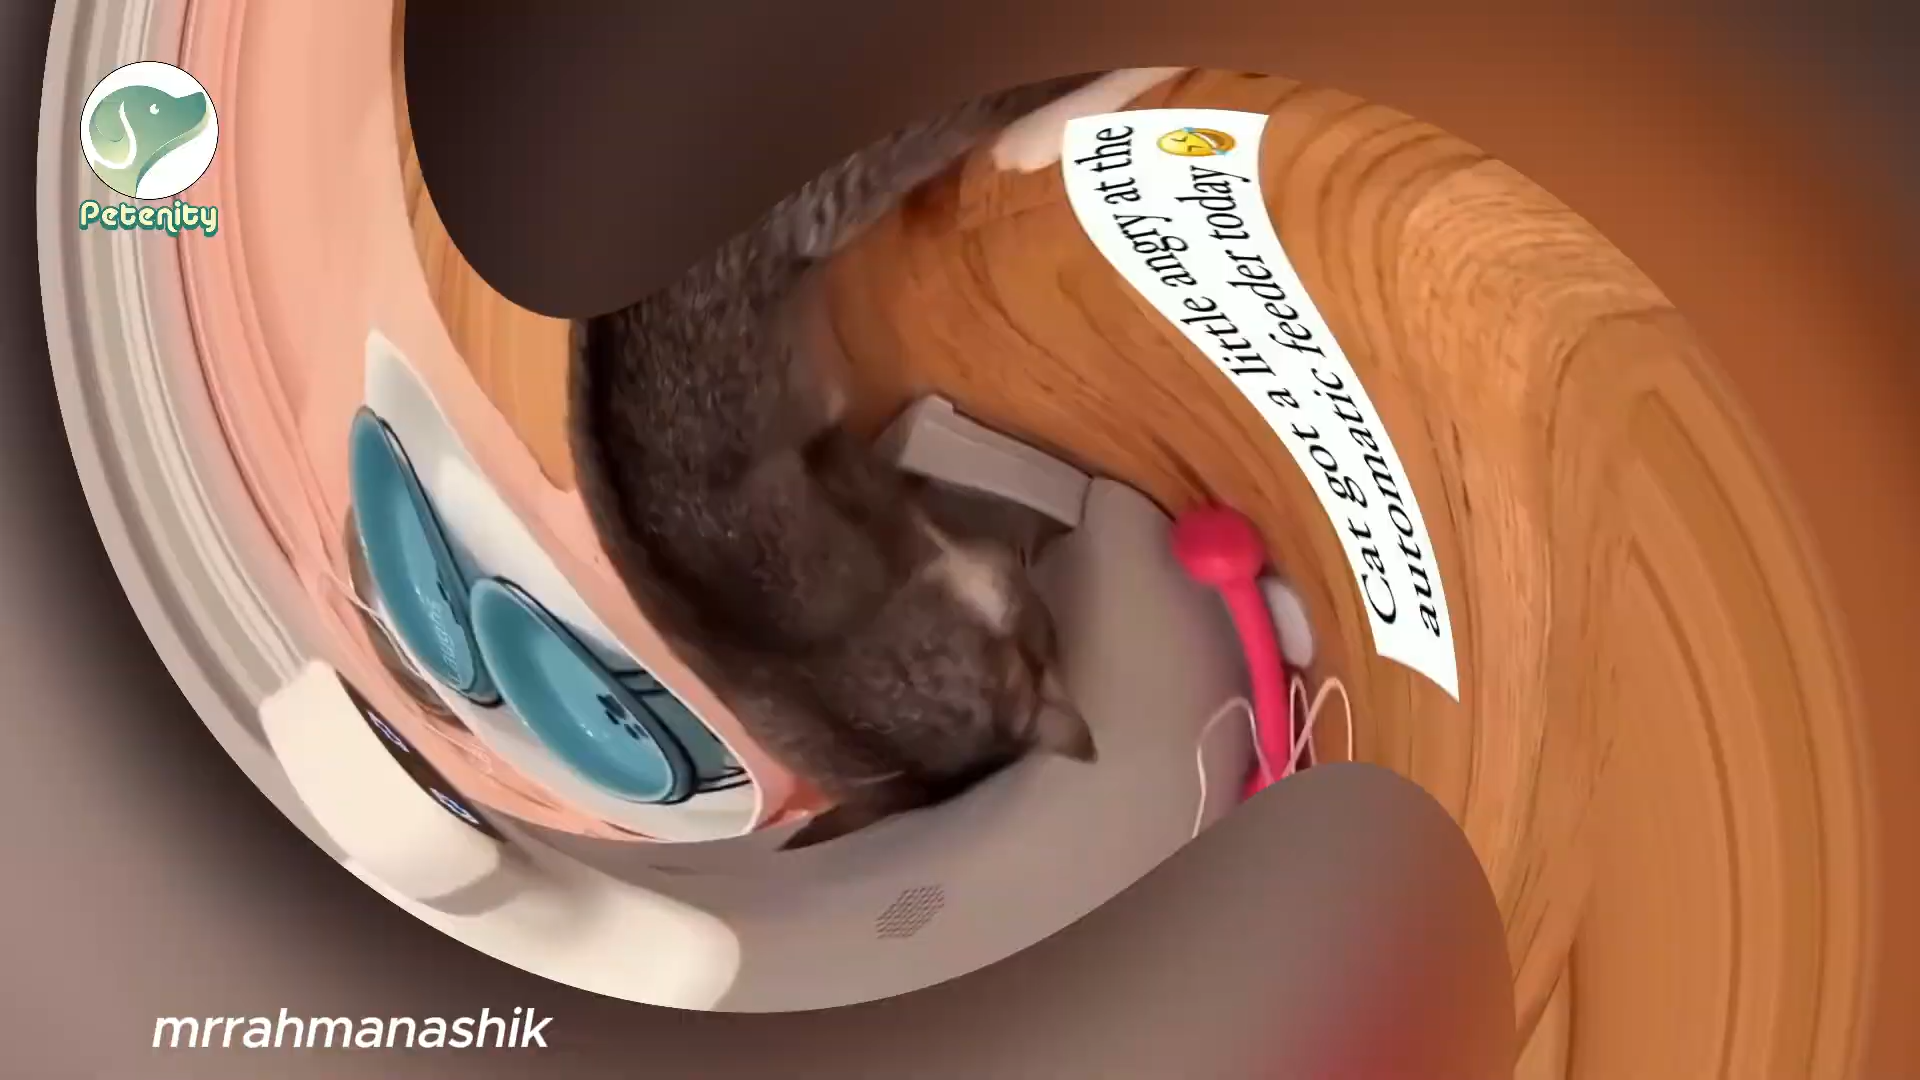 Petenity
Cat got a little angry at the
automatic feeder today 🤣
mrrahmanashik